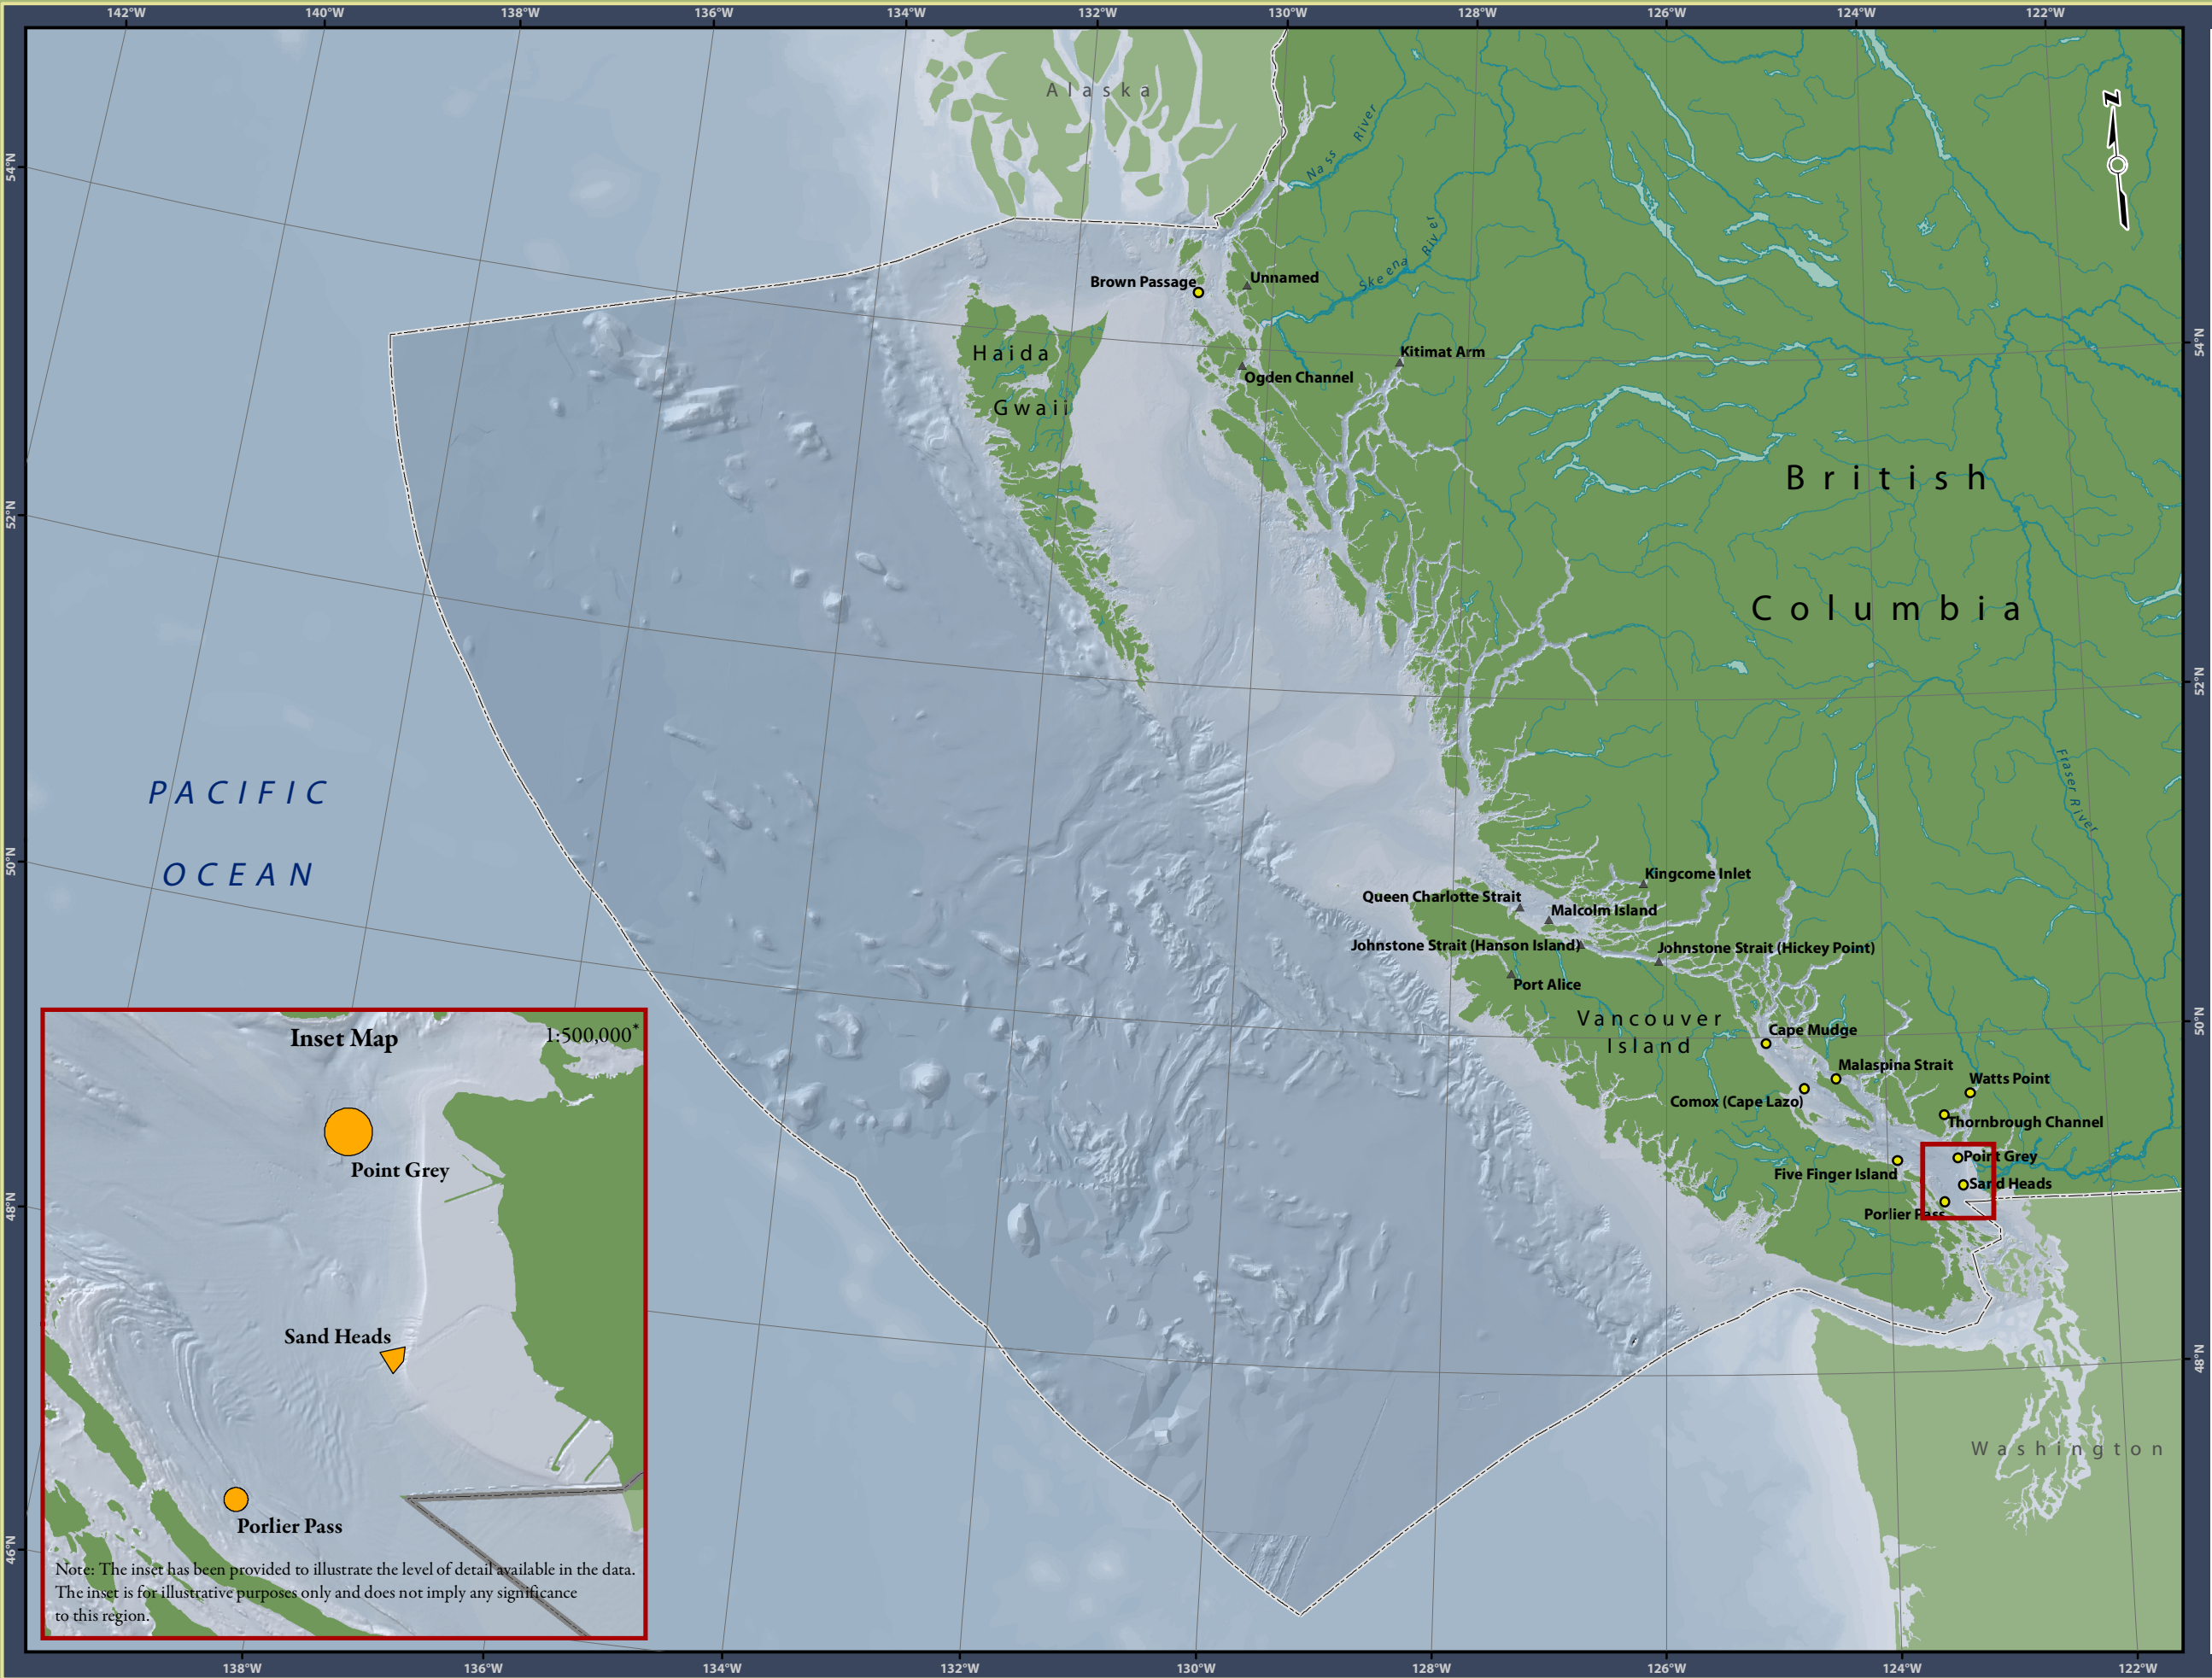 142°W 140°W 138°W 136°W 134°W 132°W 130°W 128°W 126°W 124°W 122°W
Alaska
N
Nass River
54°N
Skeena River
Brown Passage
Unnamed
54°N
Haida
Gwaii
Kitimat Arm
Ogden Channel
British
Columbia
52°N
52°N
PACIFIC
OCEAN
Fraser River
50°N
Kingcome Inlet
Queen Charlotte Strait
Malcolm Island
Johnstone Strait (Hanson Island)
Johnstone Strait (Hickey Point)
Port Alice
Vancouver
Island
50°N
Cape Mudge
Malaspina Strait
Watts Point
Comox (Cape Lazo)
Thornbrough Channel
Point Grey
Five Finger Island
Sand Heads
Porlier Pass
48°N
48°N
Washington
46°N
Inset Map
1:500,000*
Point Grey
Sand Heads
Porlier Pass
Note: The inset has been provided to illustrate the level of detail available in the data.
The inset is for illustrative purposes only and does not imply any significance
to this region.
138°W 136°W 134°W 132°W 130°W 128°W 126°W 124°W 122°W